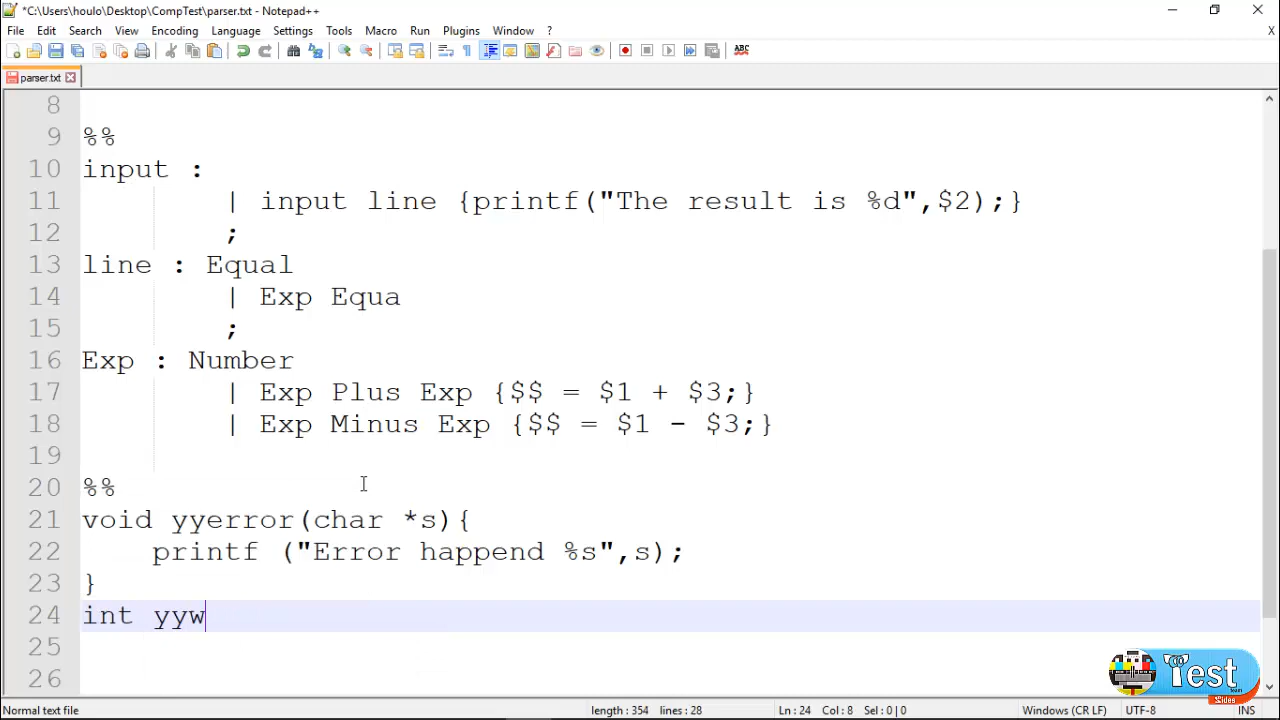 *C:\Users\houlo\Desktop\CompTest\parser.txt - Notepad++
File Edit Search View Encoding Language Settings Tools Macro Run Plugins Window ? X
ABC
parser.txt
8
9 %%
10 input :
11 | input line {printf("The result is %d",$2);}
12 ;
13 line : Equal
14 | Exp Equa
15 ;
16 Exp : Number
17 | Exp Plus Exp {$$ = $1 + $3;}
18 | Exp Minus Exp {$$ = $1 - $3;}
19
20 %%
21 void yyerror(char *s){
22 printf ("Error happend %s",s);
23 }
24 int yyw
25
26
Test
team
Slides
Normal text file length : 354 lines : 28 Ln : 24 Col : 8 Sel : 0 | 0 Windows (CR LF) UTF-8 INS